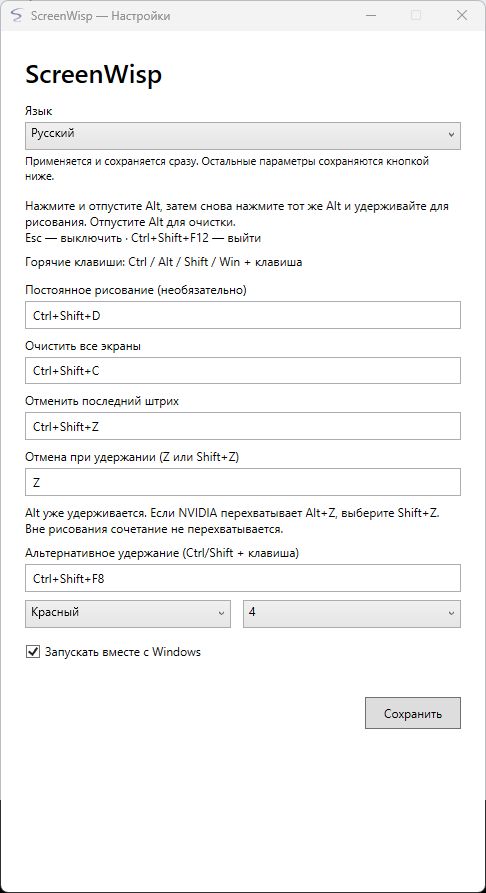 ScreenWisp — Настройки
ScreenWisp
Язык
Русский
Применяется и сохраняется сразу. Остальные параметры сохраняются кнопкой
ниже.
Нажмите и отпустите Alt, затем снова нажмите тот же Alt и удерживайте для
рисования. Отпустите Alt для очистки.
Esc — выключить · Ctrl+Shift+F12 — выйти
Горячие клавиши: Ctrl / Alt / Shift / Win + клавиша
Постоянное рисование (необязательно)
Ctrl+Shift+D
Очистить все экраны
Ctrl+Shift+C
Отменить последний штрих
Ctrl+Shift+Z
Отмена при удержании (Z или Shift+Z)
Z
Alt уже удерживается. Если NVIDIA перехватывает Alt+Z, выберите Shift+Z.
Вне рисования сочетание не перехватывается.
Альтернативное удержание (Ctrl/Shift + клавиша)
Ctrl+Shift+F8
Красный 4
Запускать вместе с Windows
Сохранить